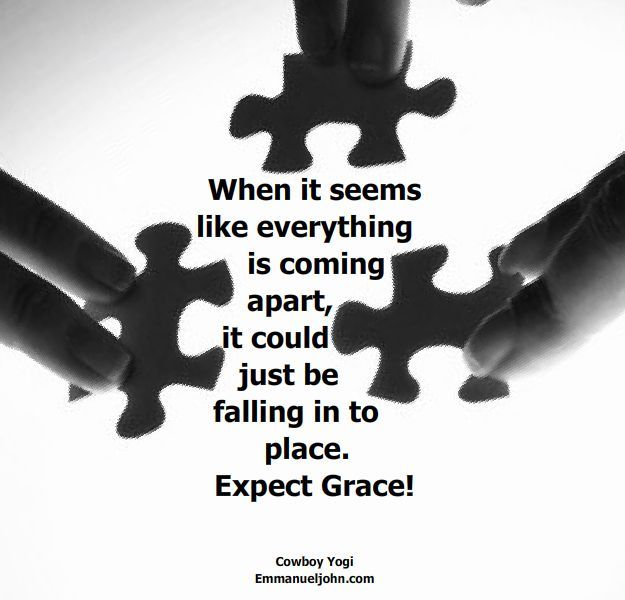 When it seems
like everything
is coming
apart,
it could
just be
falling in to
place.
Expect Grace!
Cowboy Yogi
Emmanueljohn.com